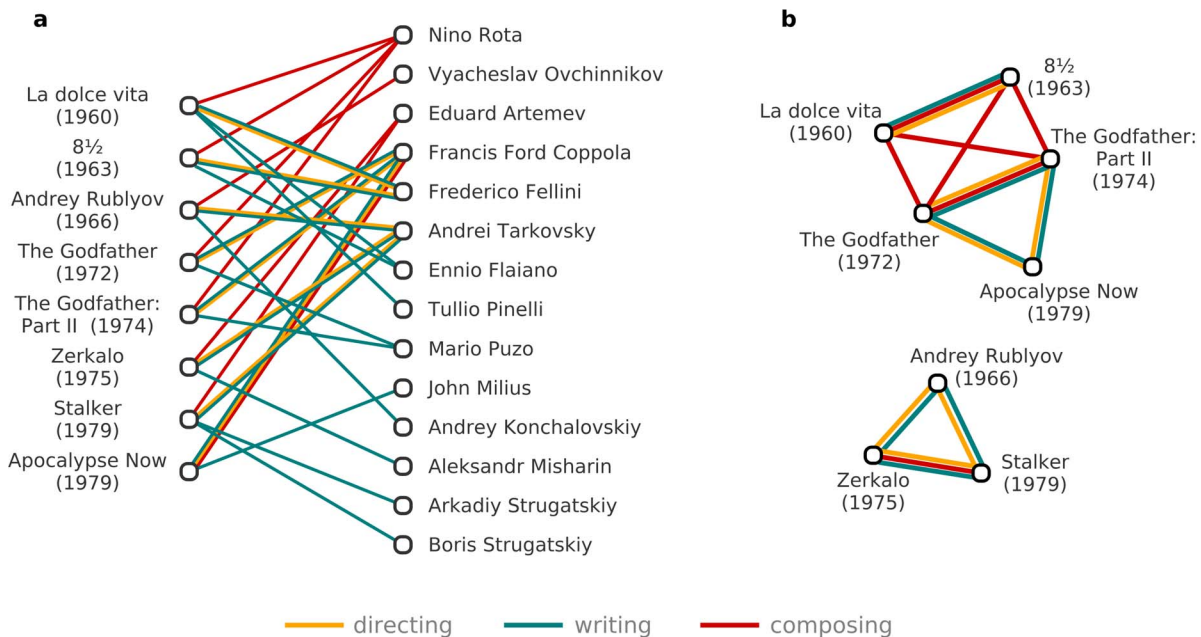 a
La dolce vita
(1960)
8½
(1963)
Andrey Rublyov
(1966)
The Godfather
(1972)
The Godfather:
Part II (1974)
Zerkalo
(1975)
Stalker
(1979)
Apocalypse Now
(1979)
Nino Rota
Vyacheslav Ovchinnikov
Eduard Artemev
Francis Ford Coppola
Frederico Fellini
Andrei Tarkovsky
Ennio Flaiano
Tullio Pinelli
Mario Puzo
John Milius
Andrey Konchalovskiy
Aleksandr Misharin
Arkadiy Strugatskiy
Boris Strugatskiy
b
8½
(1963)
La dolce vita
(1960)
The Godfather:
Part II
(1974)
The Godfather
(1972)
Apocalypse Now
(1979)
Andrey Rublyov
(1966)
Zerkalo
(1975)
Stalker
(1979)
directing
writing
composing